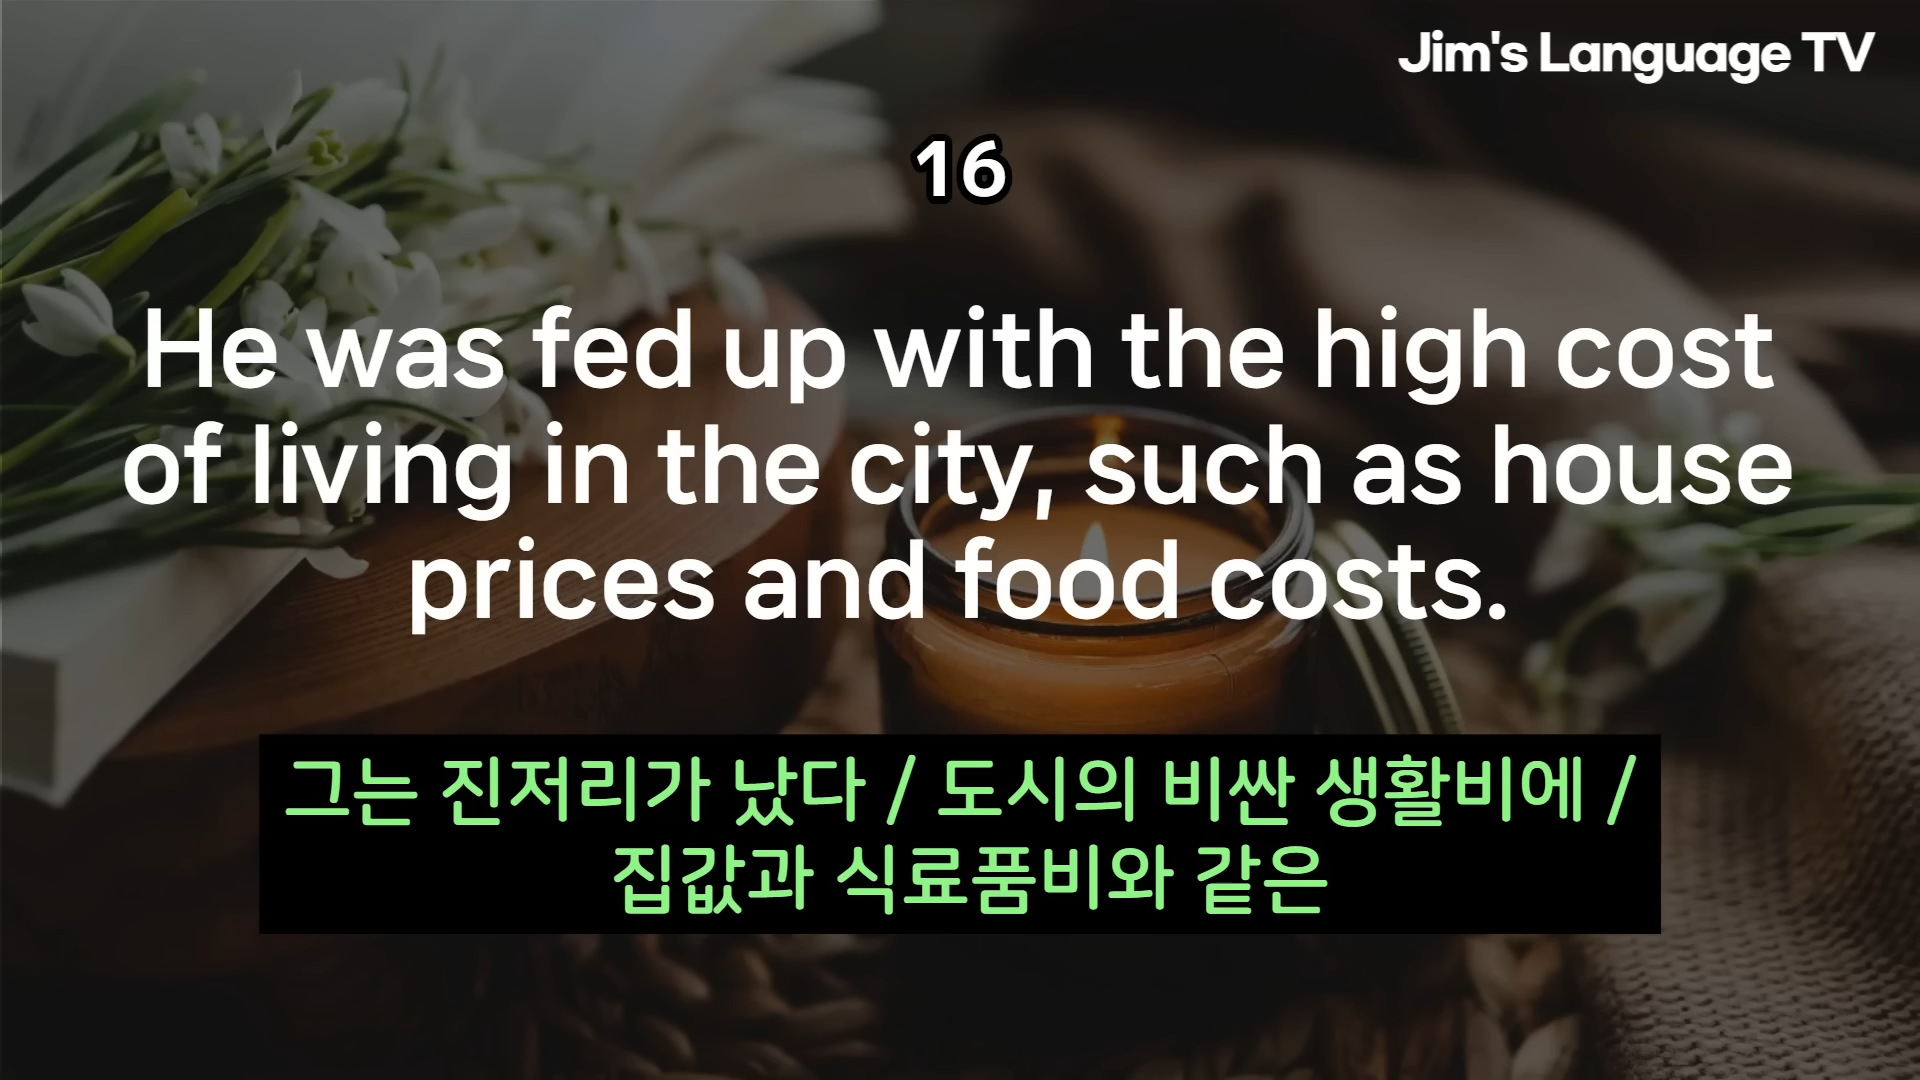 Jim's Language TV
16
He was fed up with the high cost
of living in the city, such as house
prices and food costs.
그는 진저리가 났다 / 도시의 비싼 생활비에 /
집값과 식료품비와 같은